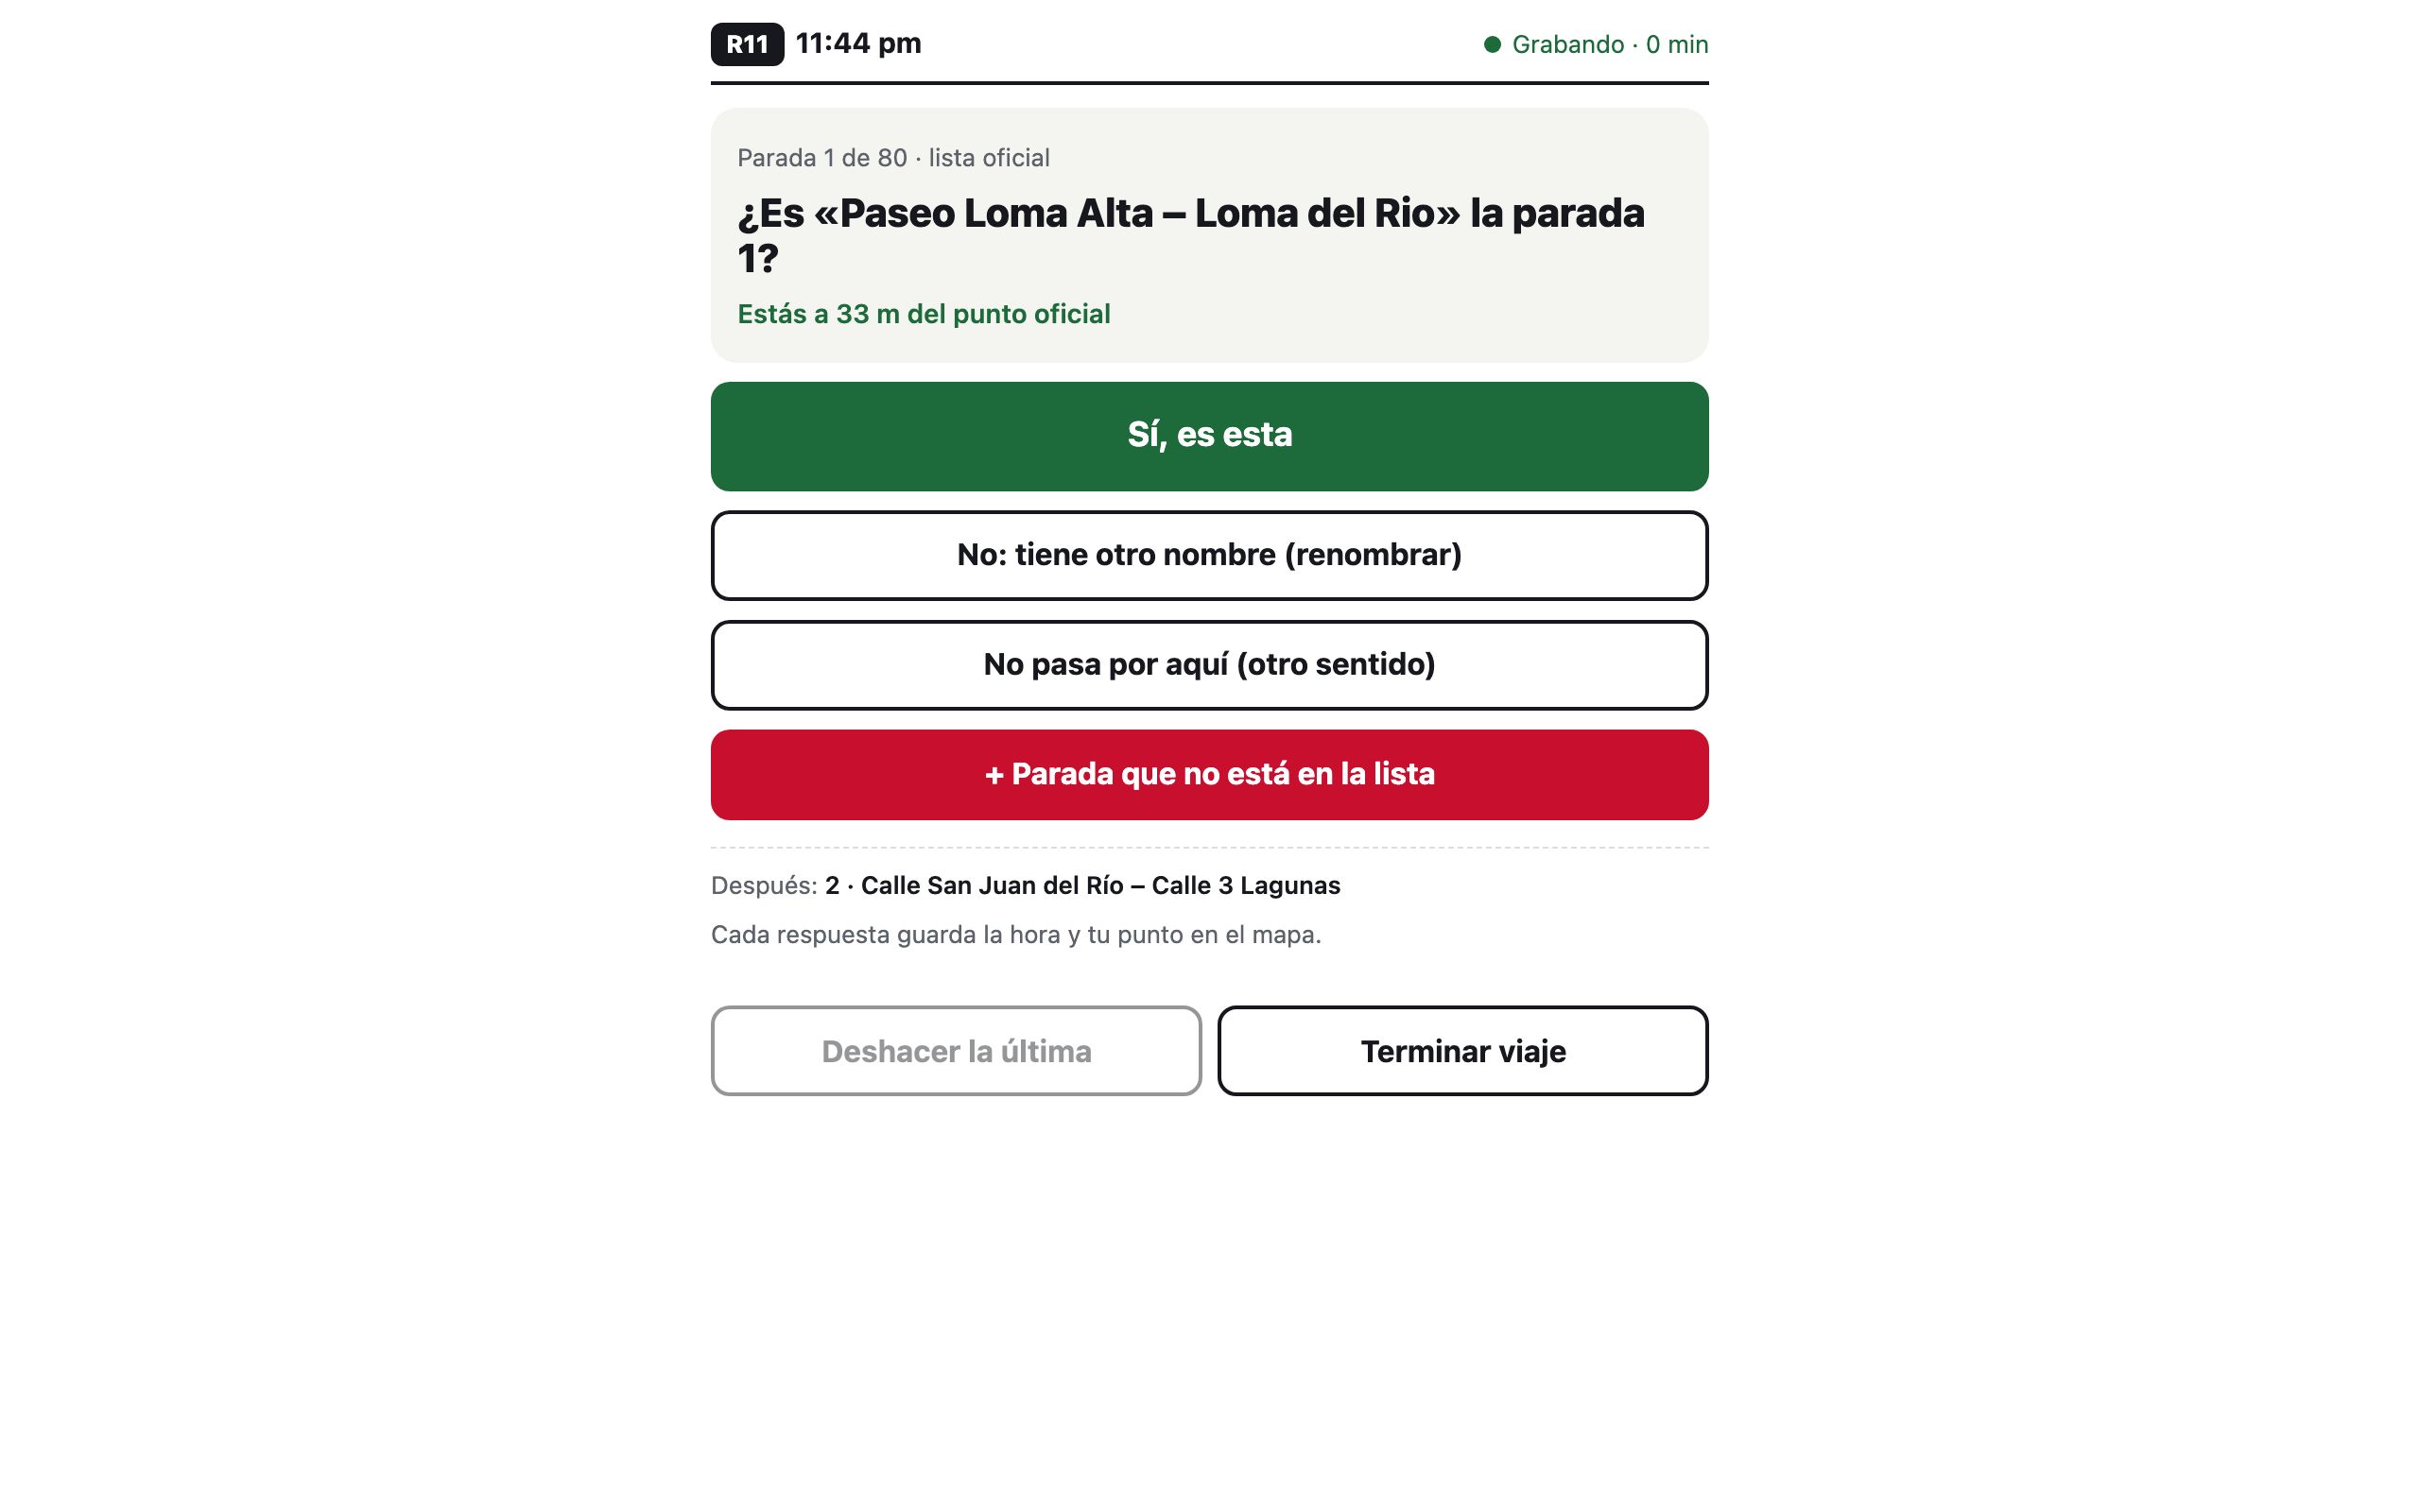 R11 11:44 pm
Grabando · 0 min
Parada 1 de 80 · lista oficial
¿Es «Paseo Loma Alta – Loma del Rio» la parada
1?
Estás a 33 m del punto oficial
Sí, es esta
No: tiene otro nombre (renombrar)
No pasa por aquí (otro sentido)
+ Parada que no está en la lista
Después: 2 · Calle San Juan del Río – Calle 3 Lagunas
Cada respuesta guarda la hora y tu punto en el mapa.
Deshacer la última
Terminar viaje